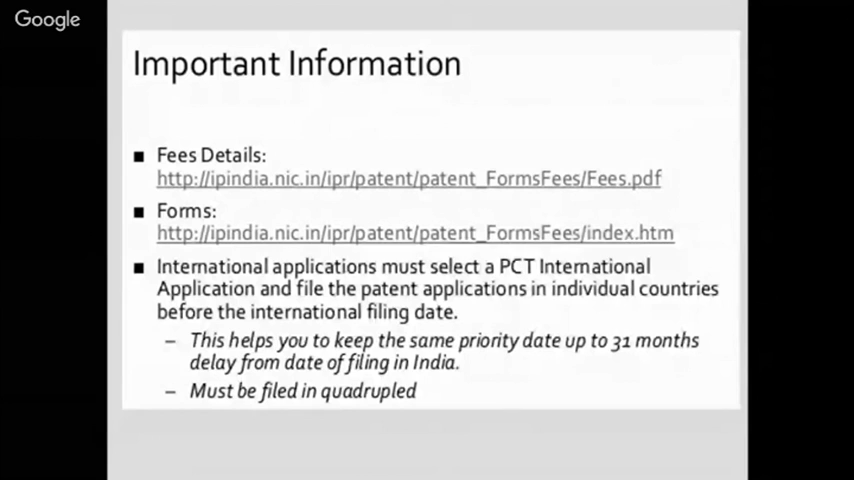 Google
Important Information
■ Fees Details:
http://ipindia.nic.in/ipr/patent/patent_FormsFees/Fees.pdf
■ Forms:
http://ipindia.nic.in/ipr/patent/patent_FormsFees/index.htm
■ International applications must select a PCT International
Application and file the patent applications in individual countries
before the international filing date.
– This helps you to keep the same priority date up to 31 months
delay from date of filing in India.
– Must be filed in quadrupled